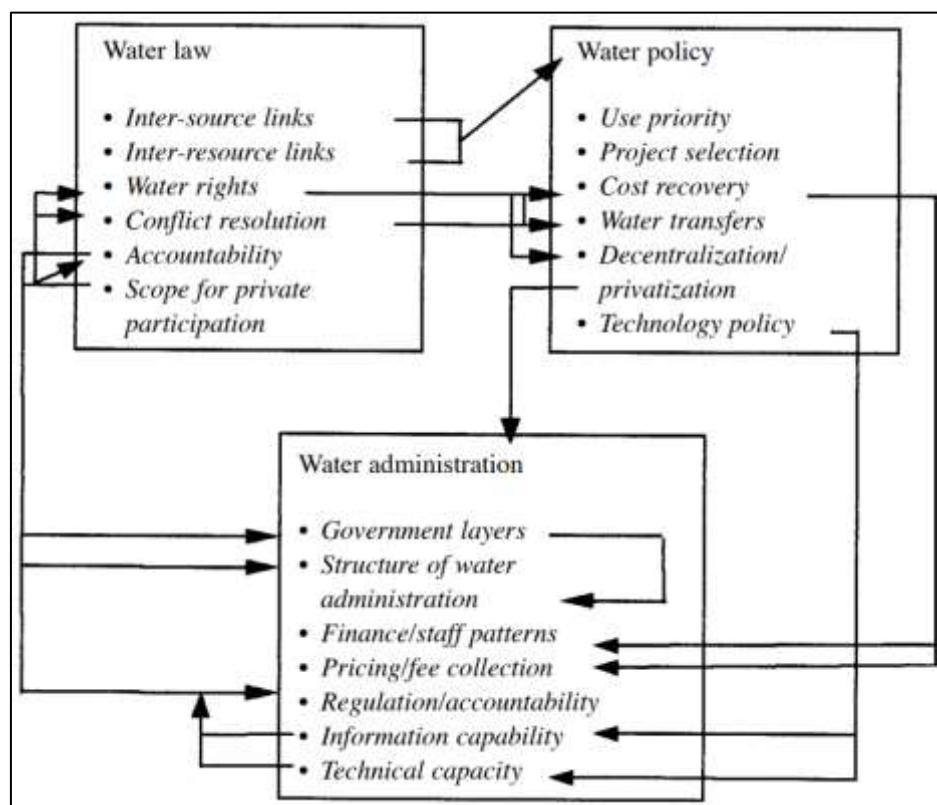 Water law
• Inter-source links
• Inter-resource links
• Water rights
• Conflict resolution
• Accountability
• Scope for private
participation
Water policy
• Use priority
• Project selection
• Cost recovery
• Water transfers
• Decentralization/
privatization
• Technology policy
Water administration
• Government layers
• Structure of water
administration
• Finance/staff patterns
• Pricing/fee collection
• Regulation/accountability
• Information capability
• Technical capacity